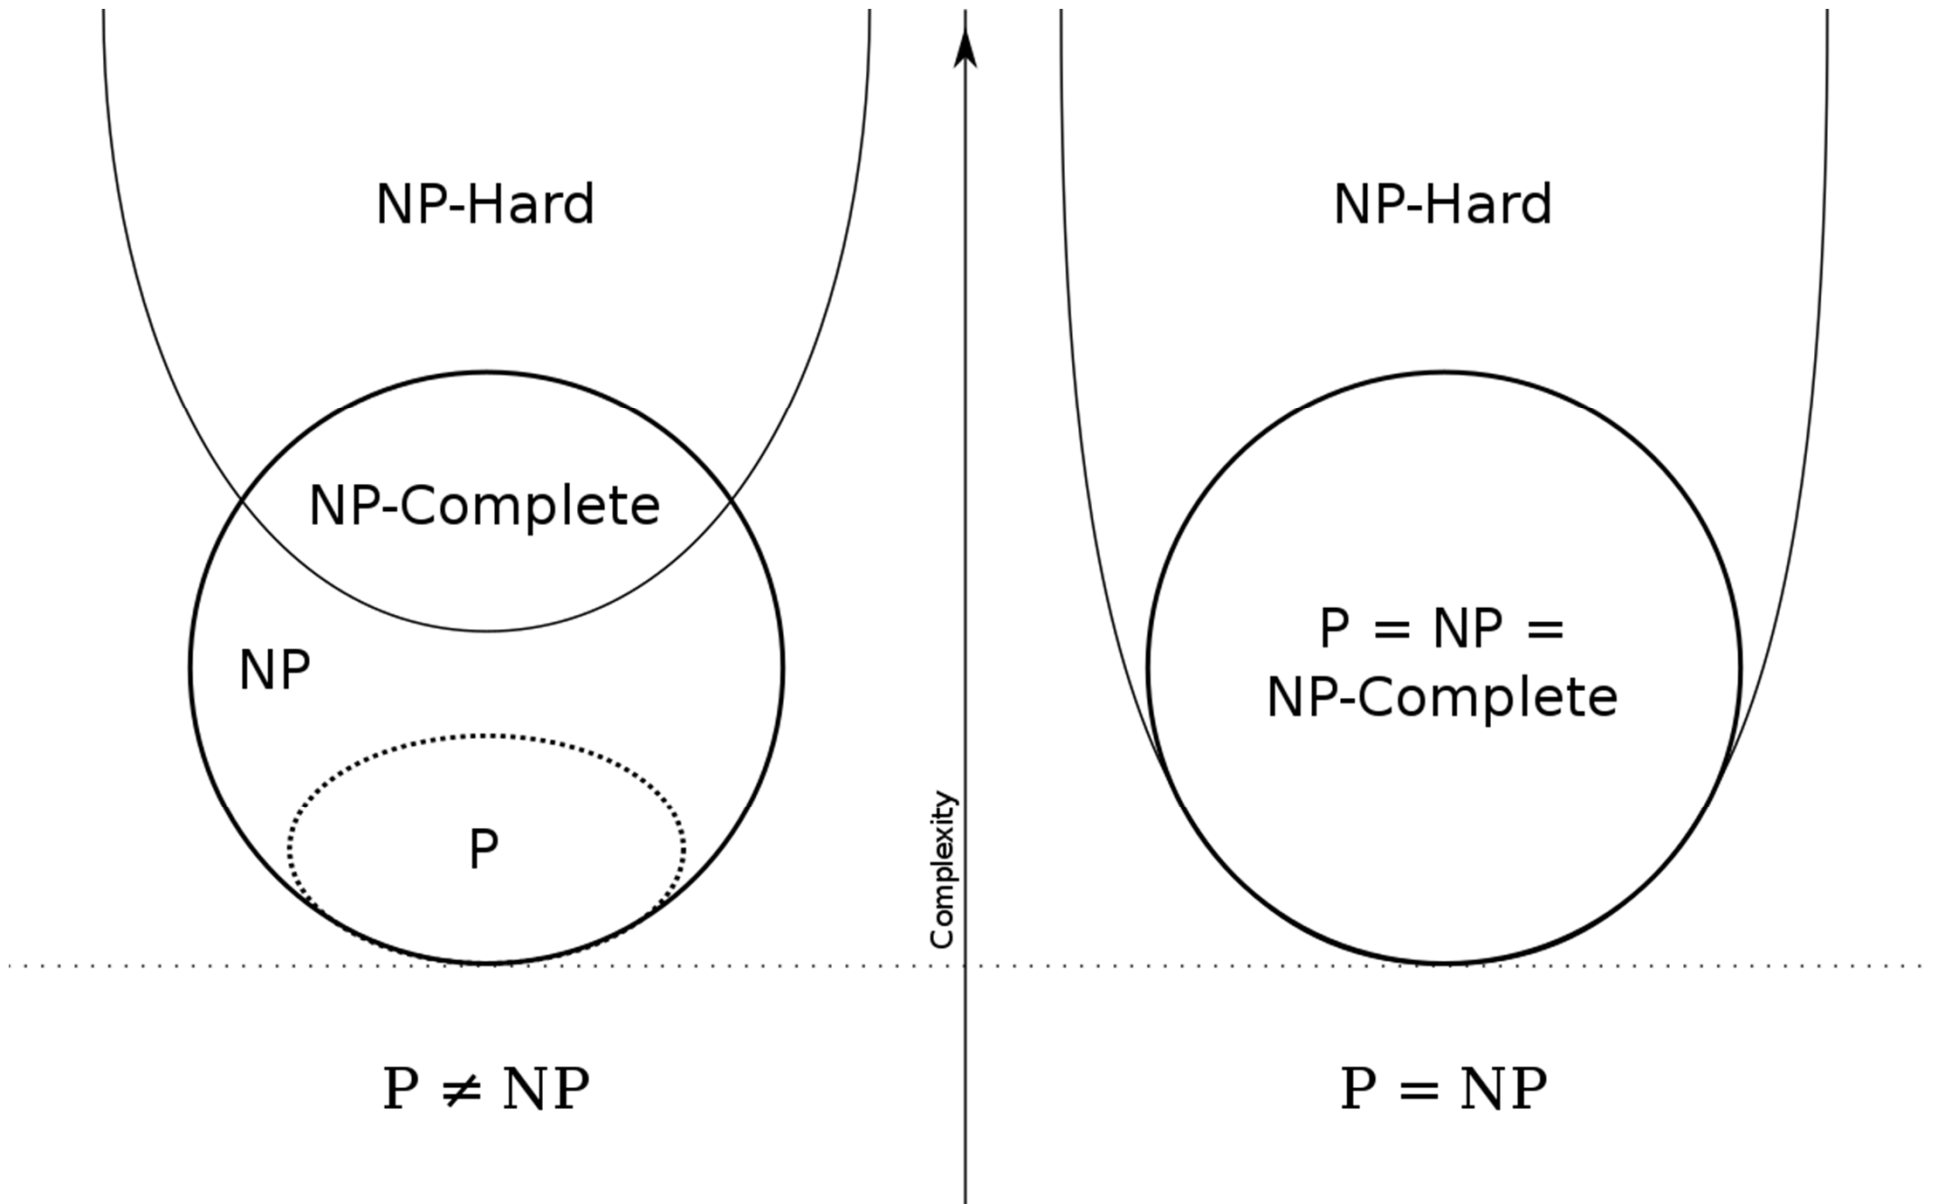 NP-Hard
NP-Complete
NP
P
P ≠ NP
Complexity
NP-Hard
P = NP =
NP-Complete
P = NP